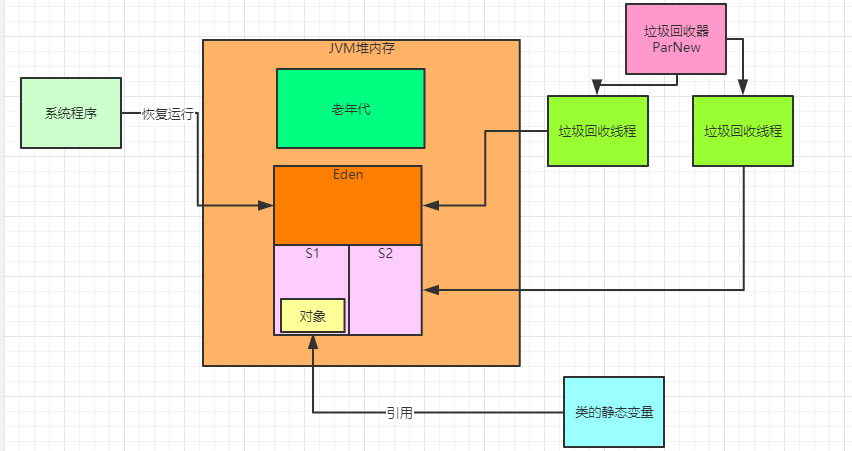 垃圾回收器
ParNew
JVM堆内存
系统程序
恢复运行
老年代
垃圾回收线程
垃圾回收线程
Eden
S1
S2
对象
引用
类的静态变量